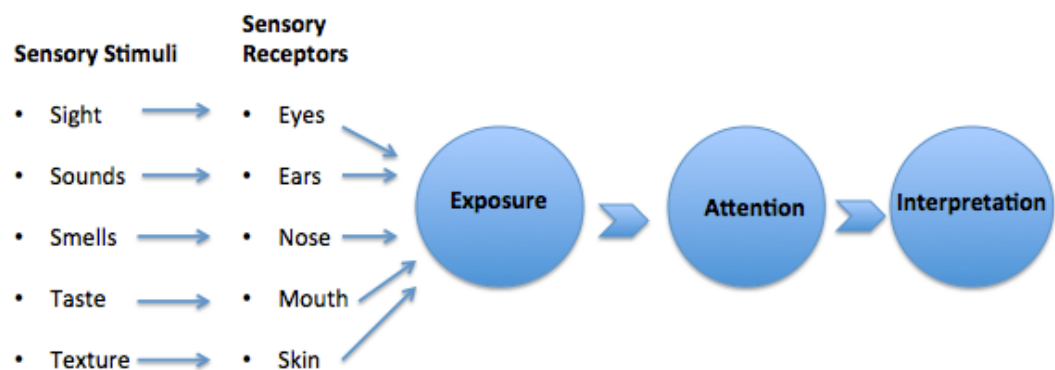 Sensory Stimuli
Sensory
Receptors
• Sight
• Eyes
• Sounds
• Ears
• Smells
• Nose
• Taste
• Mouth
• Texture
• Skin
Exposure
Attention
Interpretation